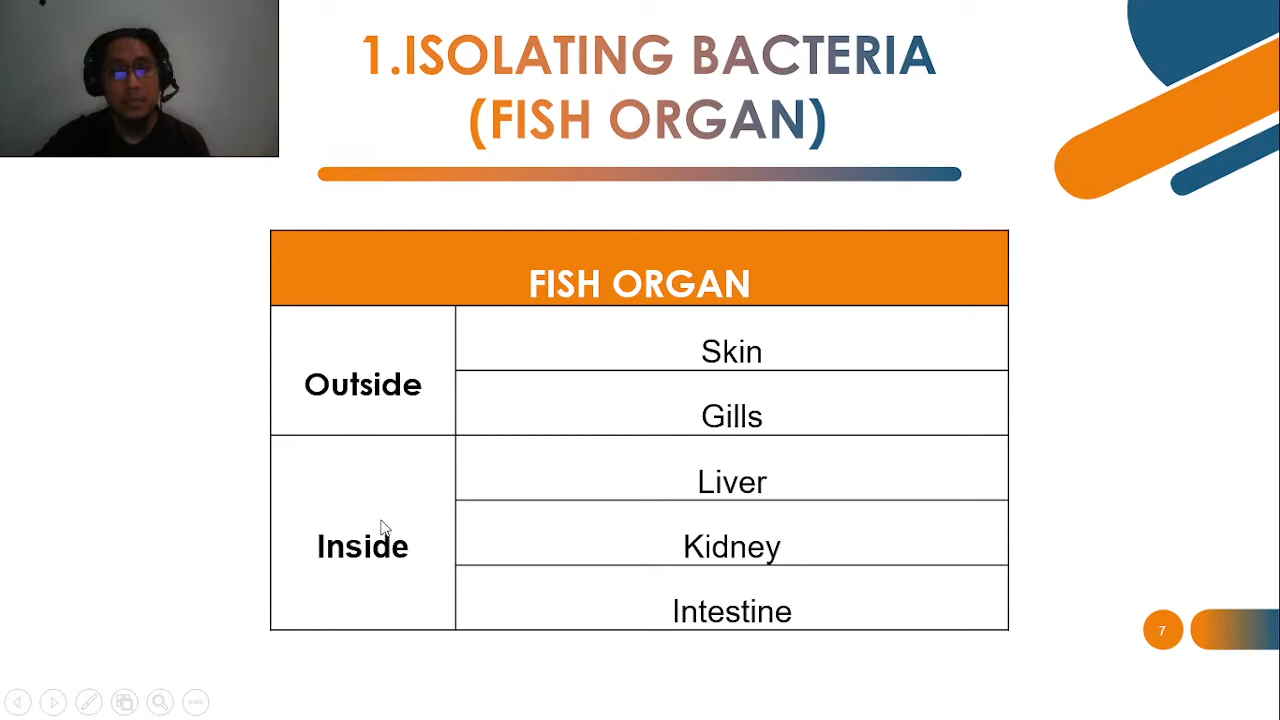 1.ISOLATING BACTERIA
(FISH ORGAN)
FISH ORGAN
Outside
Skin
Gills
Inside
Liver
Kidney
Intestine
7